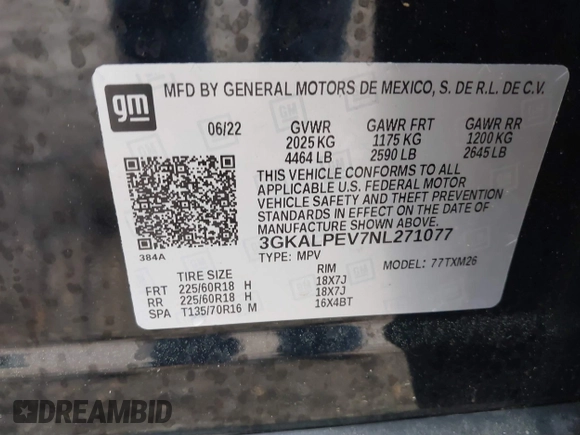 gm
MFD BY GENERAL MOTORS DE MEXICO, S. DE R.L. DE C.V.
06/22 GVWR GAWR FRT GAWR RR
2025 KG 1175 KG 1200 KG
4464 LB 2590 LB 2645 LB
THIS VEHICLE CONFORMS TO ALL
APPLICABLE U.S. FEDERAL MOTOR
VEHICLE SAFETY AND THEFT PREVENTION
STANDARDS IN EFFECT ON THE DATE OF
MANUFACTURE SHOWN ABOVE.
3GKALPEV7NL271077
384A
TYPE: MPV MODEL: 77TXM26
TIRE SIZE RIM
FRT 225/60R18 H 18X7J
RR 225/60R18 H 18X7J
SPA T135/70R16 M 16X4BT
DREAMBID